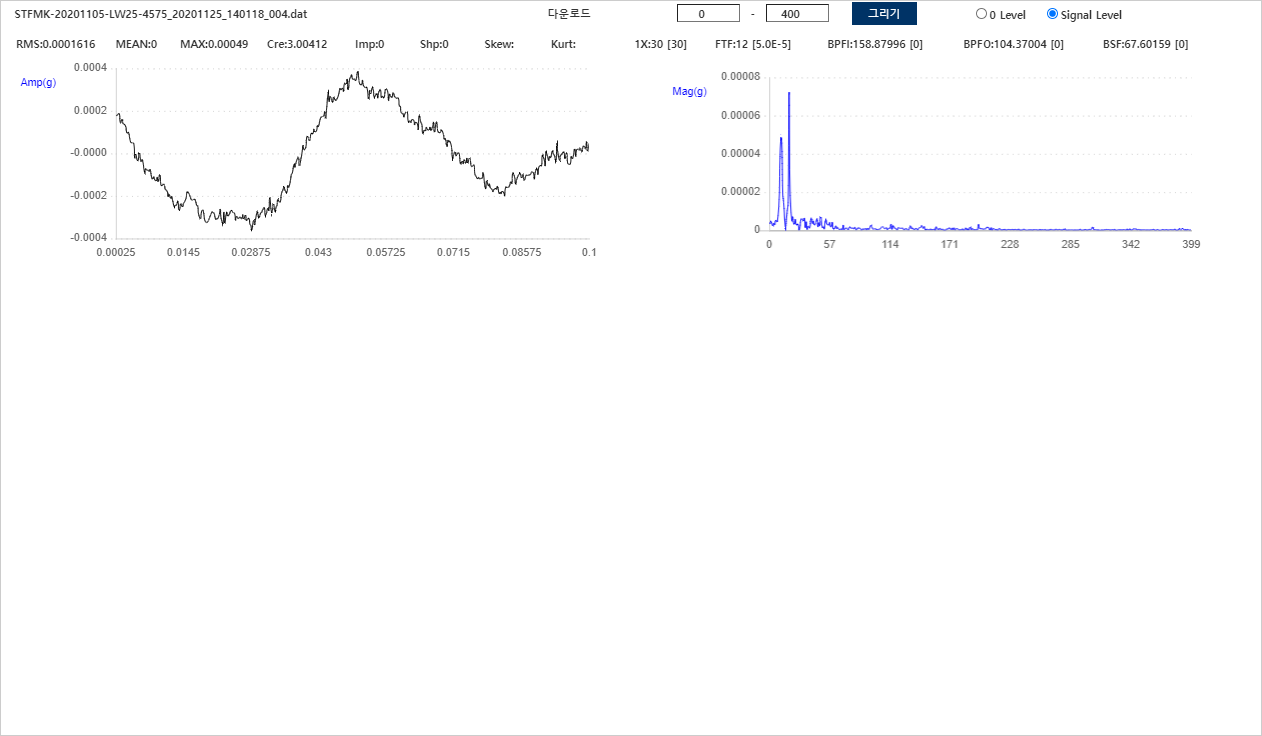 STFMK-20201105-LW25-4575_20201125_140118_004.dat 다운로드 0 - 400 그리기 0 Level Signal Level
RMS:0.0001616 MEAN:0 MAX:0.00049 Cre:3.00412 Imp:0 Shp:0 Skew: Kurt: 1X:30 [30] FTF:12 [5.0E-5] BPFI:158.87996 [0] BPFO:104.37004 [0] BSF:67.60159 [0]
Amp(g)
0.0004
0.0002
-0.0000
-0.0002
-0.0004
0.00025 0.0145 0.02875 0.043 0.05725 0.0715 0.08575 0.1
Mag(g)
0.00008
0.00006
0.00004
0.00002
0
0 57 114 171 228 285 342 399